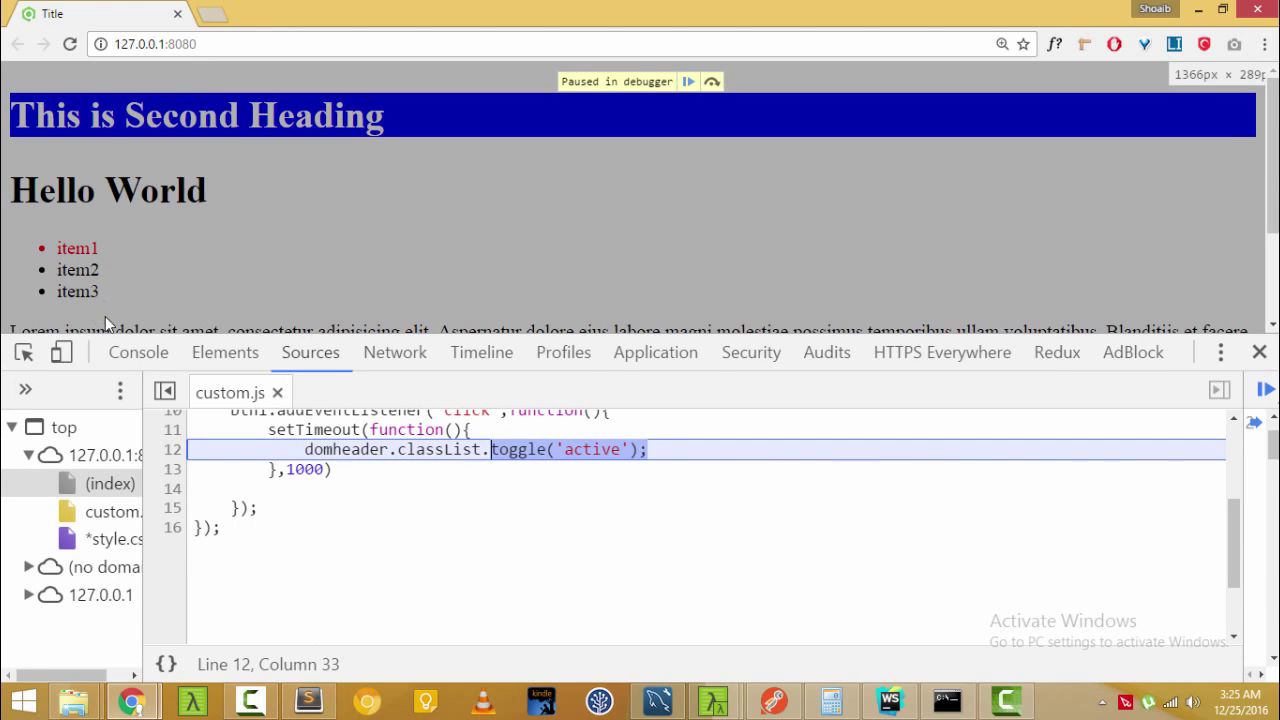 Title
Shoaib
127.0.0.1:8080
f?
LI
Paused in debugger
1366px × 289p
This is Second Heading
Hello World
item1
item2
item3
Lorem ipsum dolor sit amet, consectetur adipisicing elit. Aspernatur dolore eius labore magni molestiae possimus temporibus ullam voluptatibus. Blanditiis et facere
Console
Elements
Sources
Network
Timeline
Profiles
Application
Security
Audits
HTTPS Everywhere
Redux
AdBlock
custom.js
top
127.0.0.1:8
(index)
custom.
*style.cs
(no doma
127.0.0.1
10 btn1.addEventListener('click',function(){
11 setTimeout(function(){
12 domheader.classList.toggle('active');
13 },1000)
14
15 });
16 });
Activate Windows
Go to PC settings to activate Windows.
{} Line 12, Column 33
kindle
WS
3:25 AM
12/25/2016